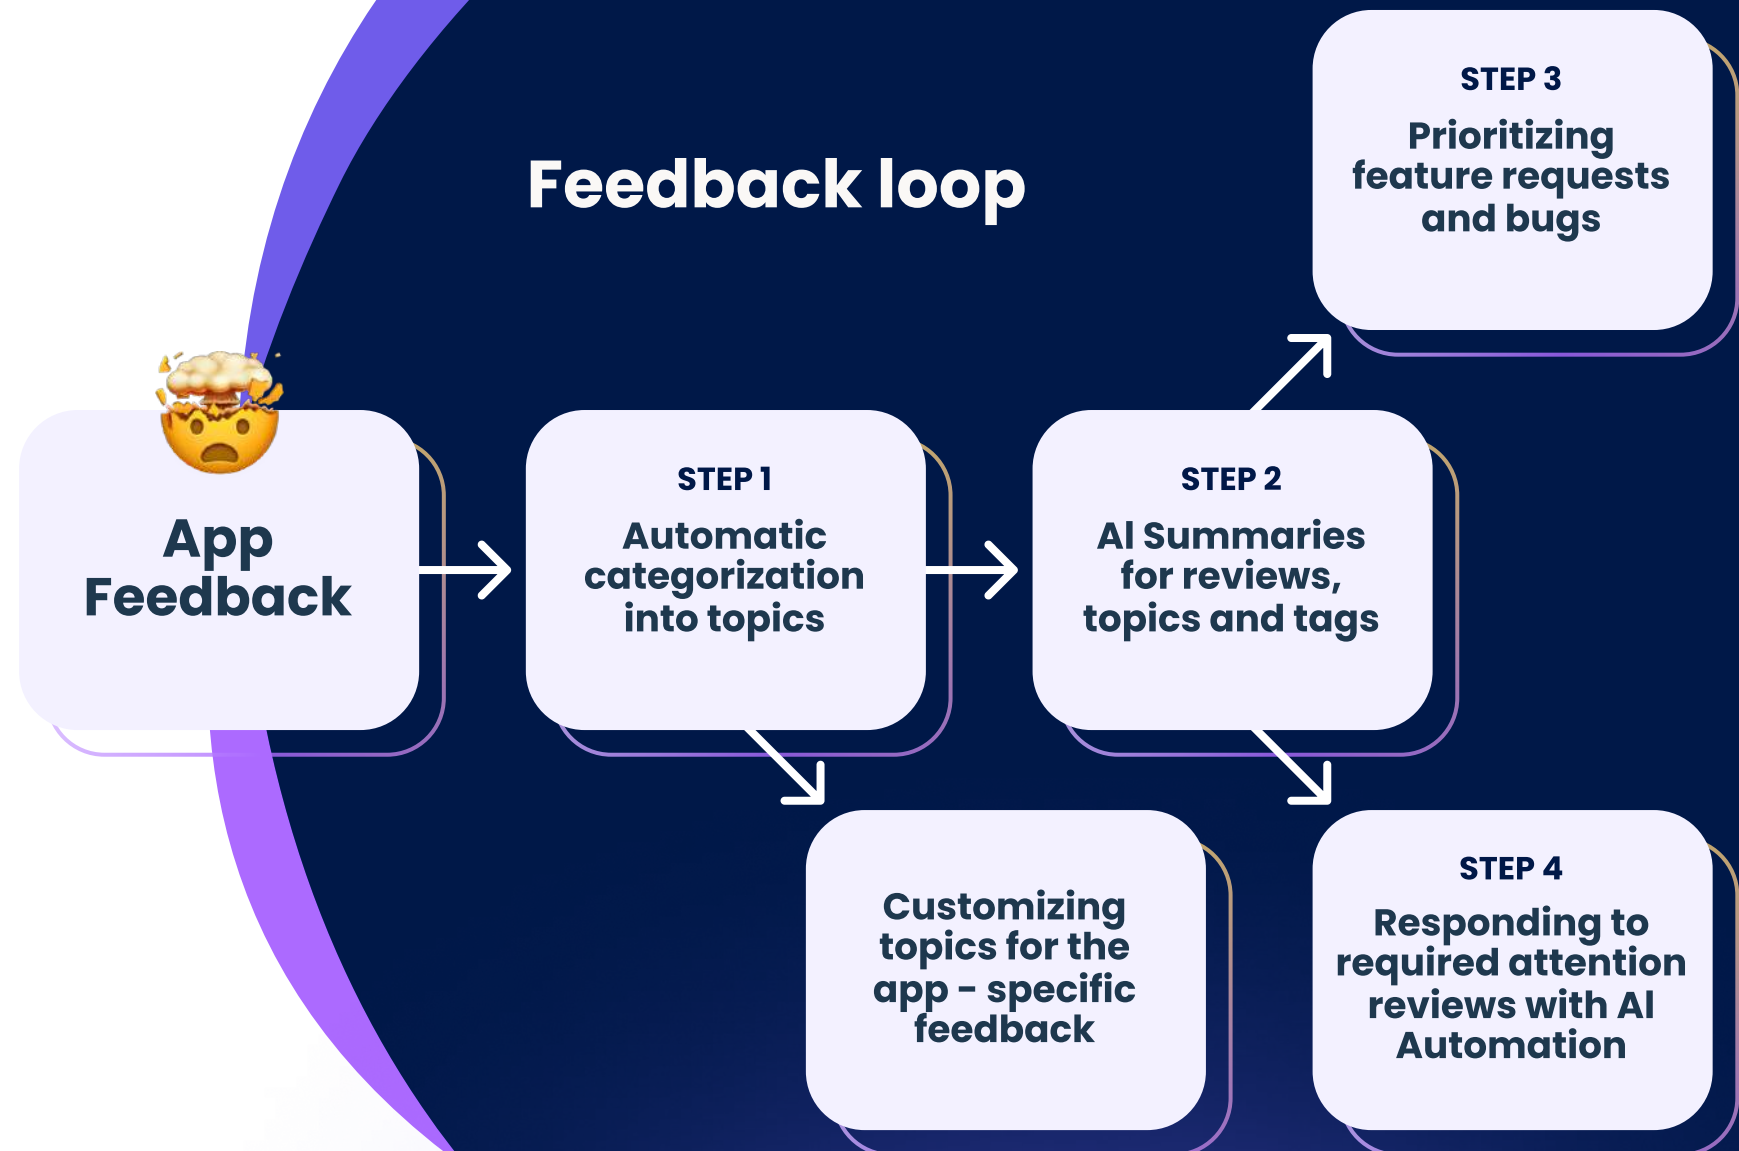 Feedback loop
App
Feedback
STEP 1
Automatic
categorization
into topics
STEP 2
AI Summaries
for reviews,
topics and tags
STEP 3
Prioritizing
feature requests
and bugs
Customizing
topics for the
app - specific
feedback
STEP 4
Responding to
required attention
reviews with AI
Automation